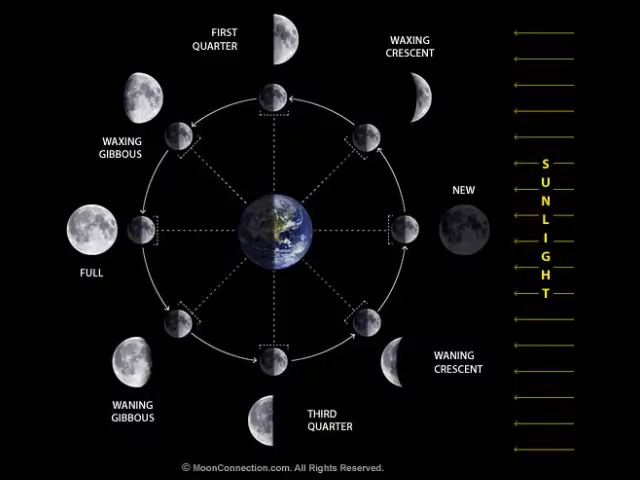 FIRST
QUARTER
WAXING
CRESCENT
WAXING
GIBBOUS
NEW
SUNLIGHT
FULL
WANING
GIBBOUS
WANING
CRESCENT
THIRD
QUARTER
© MoonConnection.com. All Rights Reserved.